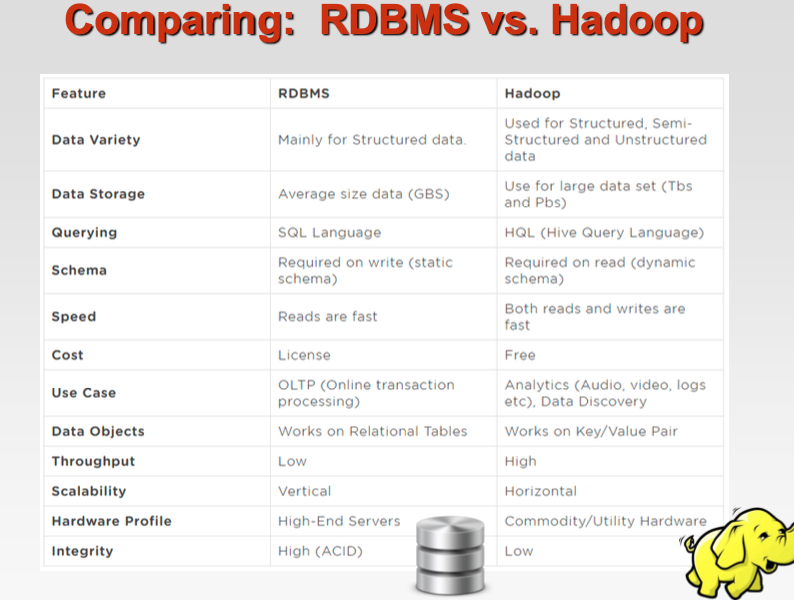 Comparing: RDBMS vs. Hadoop
Feature RDBMS Hadoop
Data Variety Mainly for Structured data. Used for Structured, Semi-
Structured and Unstructured
data
Data Storage Average size data (GBS) Use for large data set (Tbs
and Pbs)
Querying SQL Language HQL (Hive Query Language)
Schema Required on write (static
schema) Required on read (dynamic
schema)
Speed Reads are fast Both reads and writes are
fast
Cost License Free
Use Case OLTP (Online transaction
processing) Analytics (Audio, video, logs
etc), Data Discovery
Data Objects Works on Relational Tables Works on Key/Value Pair
Throughput Low High
Scalability Vertical Horizontal
Hardware Profile High-End Servers Commodity/Utility Hardware
Integrity High (ACID) Low